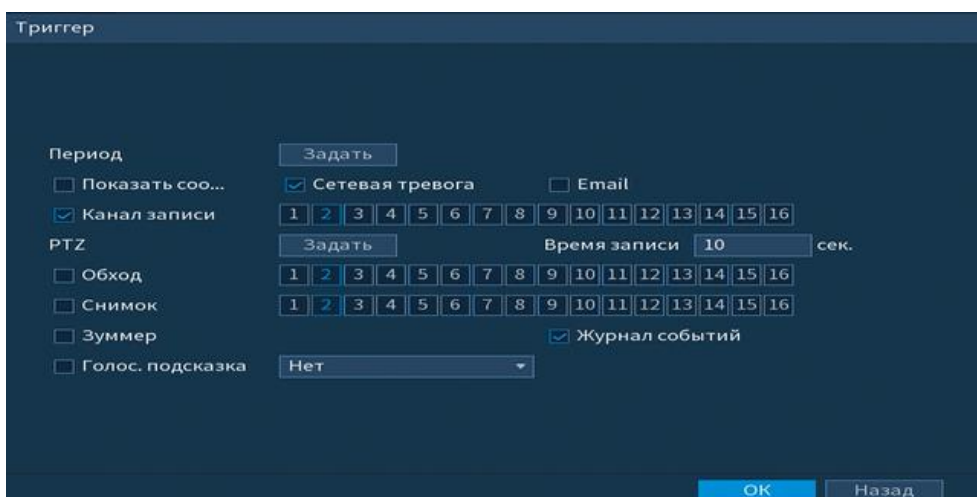 Триггер
Период Задать
Показать соо... Сетевая тревога Email
Канал записи 1 2 3 4 5 6 7 8 9 10 11 12 13 14 15 16
PTZ Задать Время записи 10 сек.
Обход 1 2 3 4 5 6 7 8 9 10 11 12 13 14 15 16
Снимок 1 2 3 4 5 6 7 8 9 10 11 12 13 14 15 16
Зуммер Журнал событий
Голос. подсказка Нет
OK Назад